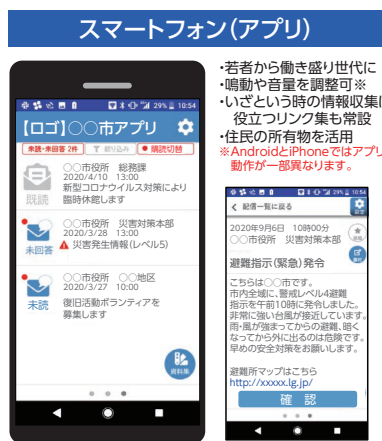 スマートフォン(アプリ)
29% 10:54
【ロゴ】〇〇市アプリ
未読・未回答 2件 絞り込み 開読切替
〇〇市役所 総務課
2020/4/10 13:00
新型コロナウイルス対策により
臨時休館します
既読
〇〇市役所 災害対策本部
2020/3/28 13:00
災害発生情報(レベル5)
未回答
〇〇市役所 〇〇地区
2020/3/27 10:00
復旧活動ボランティアを
募集します
未読
資料集
・若者から働き盛り世代に
・鳴動や音量を調整可※
・いざという時の情報収集に
役立つリンク集も常設
・住民の所有物を活用
※AndroidとiPhoneではアプリ
動作が一部異なります。
29% 10:54
配信一覧に戻る
2020年9月6日 10時00分
〇〇市役所 災害対策本部
避難指示(緊急)発令
こちらは〇〇市です。
市内全域に、警戒レベル4避難
指示を午前10時に発令しました。
非常に強い台風が接近しています。
雨・風が強まってからの避難、暗く
なってから外に出るのは危険です。
早めの安全対策をお願いします。
避難所マップはこちら
http://xxxxx.lg.jp/
確 認